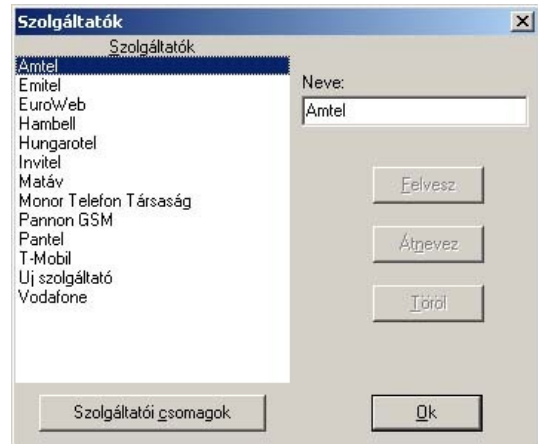 Szolgáltatók
Szolgáltatók
Amtel
Emitel
EuroWeb
Hambell
Hungarotel
Invitel
Matáv
Monor Telefon Társaság
Pannon GSM
Pantel
T-Mobil
Uj szolgáltató
Vodafone
Neve:
Amtel
Felvesz
Átnevez
Töröl
Szolgáltatói csomagok
Ok